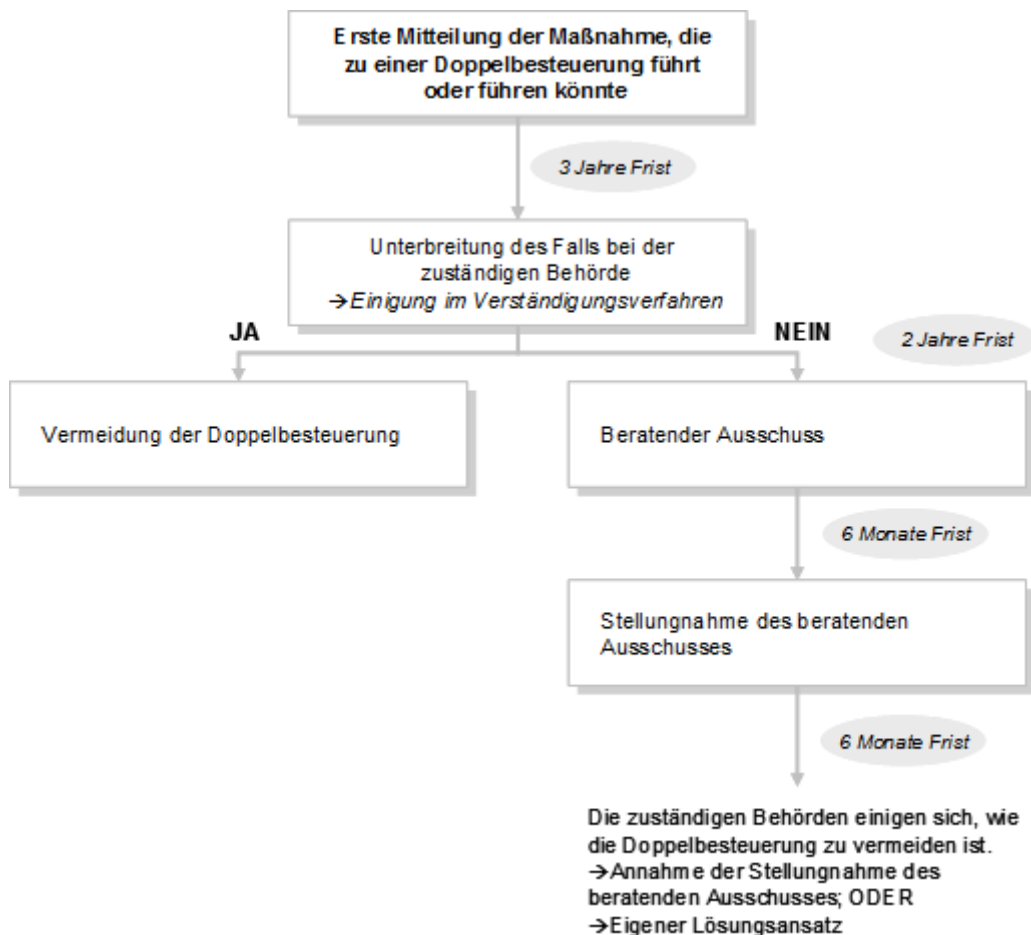 Erste Mitteilung der Maßnahme, die
zu einer Doppelbesteuerung führt
oder führen könnte
3 Jahre Frist
Unterbreitung des Falls bei der
zuständigen Behörde
→Einigung im Verständigungsverfahren
JA
NEIN
2 Jahre Frist
Vermeidung der Doppelbesteuerung
Beratender Ausschuss
6 Monate Frist
Stellungnahme des beratenden
Ausschusses
6 Monate Frist
Die zuständigen Behörden einigen sich, wie
die Doppelbesteuerung zu vermeiden ist.
→Annahme der Stellungnahme des
beratenden Ausschusses; ODER
→Eigener Lösungsansatz